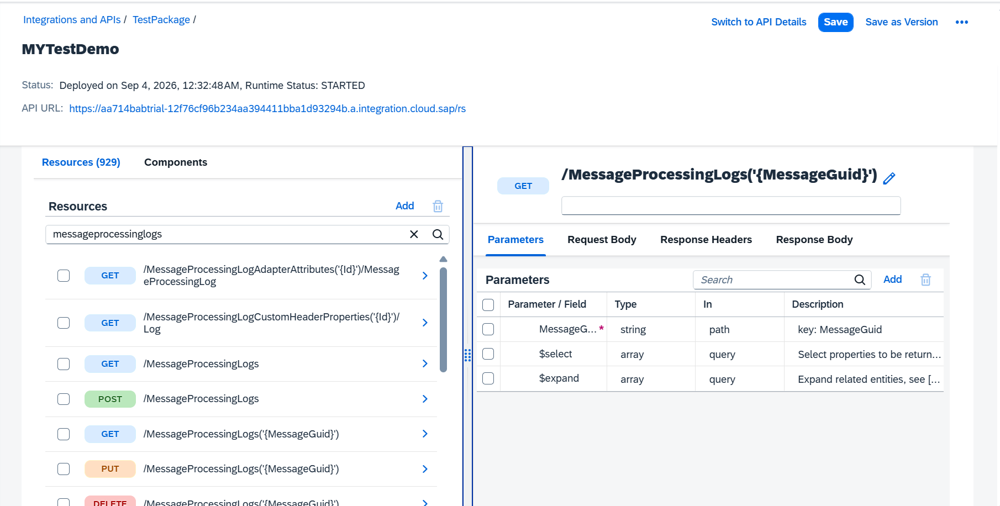 Integrations and APIs / TestPackage /
Switch to API Details Save Save as Version
MYTestDemo
Status: Deployed on Sep 4, 2026, 12:32:48 AM, Runtime Status: STARTED
API URL: https://aa714babtrial-12f76cf96b234aa394411bba1d93294b.a.integration.cloud.sap/rs
Resources (929) Components
Resources Add
messageprocessinglogs
GET /MessageProcessingLogAdapterAttributes('{Id}')/Messag
eProcessingLog
GET /MessageProcessingLogCustomHeaderProperties('{Id}')/
Log
GET /MessageProcessingLogs
POST /MessageProcessingLogs
GET /MessageProcessingLogs('{MessageGuid}')
PUT /MessageProcessingLogs('{MessageGuid}')
DELETE /MessageProcessingLogs('{MessageGuid}')
GET /MessageProcessingLogs('{MessageGuid}')
Parameters Request Body Response Headers Response Body
Parameters Search Add
Parameter / Field Type In Description
MessageG... * string path key: MessageGuid
$select array query Select properties to be return...
$expand array query Expand related entities, see [...